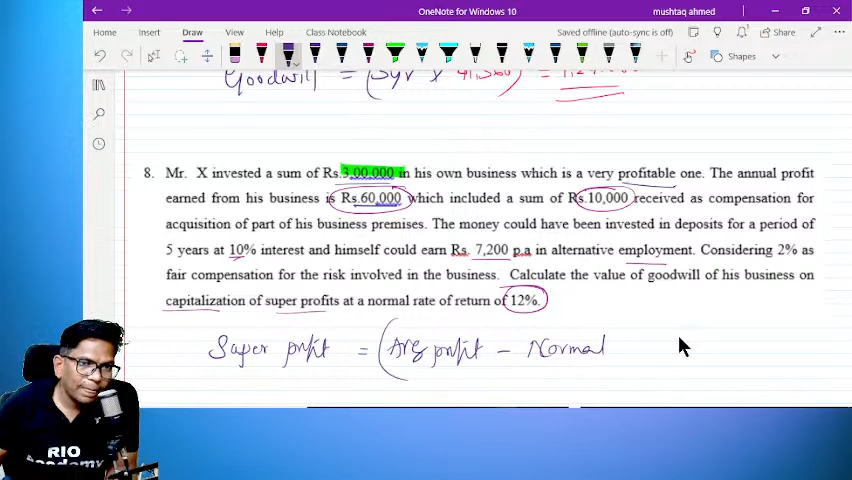 OneNote for Windows 10
mushtaq ahmed
Home Insert Draw View Help Class Notebook
Saved offline (auto-sync is off)
Share
Shapes
Goodwill = (3yr x 41,360) =
8. Mr. X invested a sum of Rs.3,00,000 in his own business which is a very profitable one. The annual profit
earned from his business is Rs.60,000 which included a sum of Rs.10,000 received as compensation for
acquisition of part of his business premises. The money could have been invested in deposits for a period of
5 years at 10% interest and himself could earn Rs. 7,200 p.a in alternative employment. Considering 2% as
fair compensation for the risk involved in the business. Calculate the value of goodwill of his business on
capitalization of super profits at a normal rate of return of 12%.
Super profit = (Avg profit - Normal
RIO
Academy